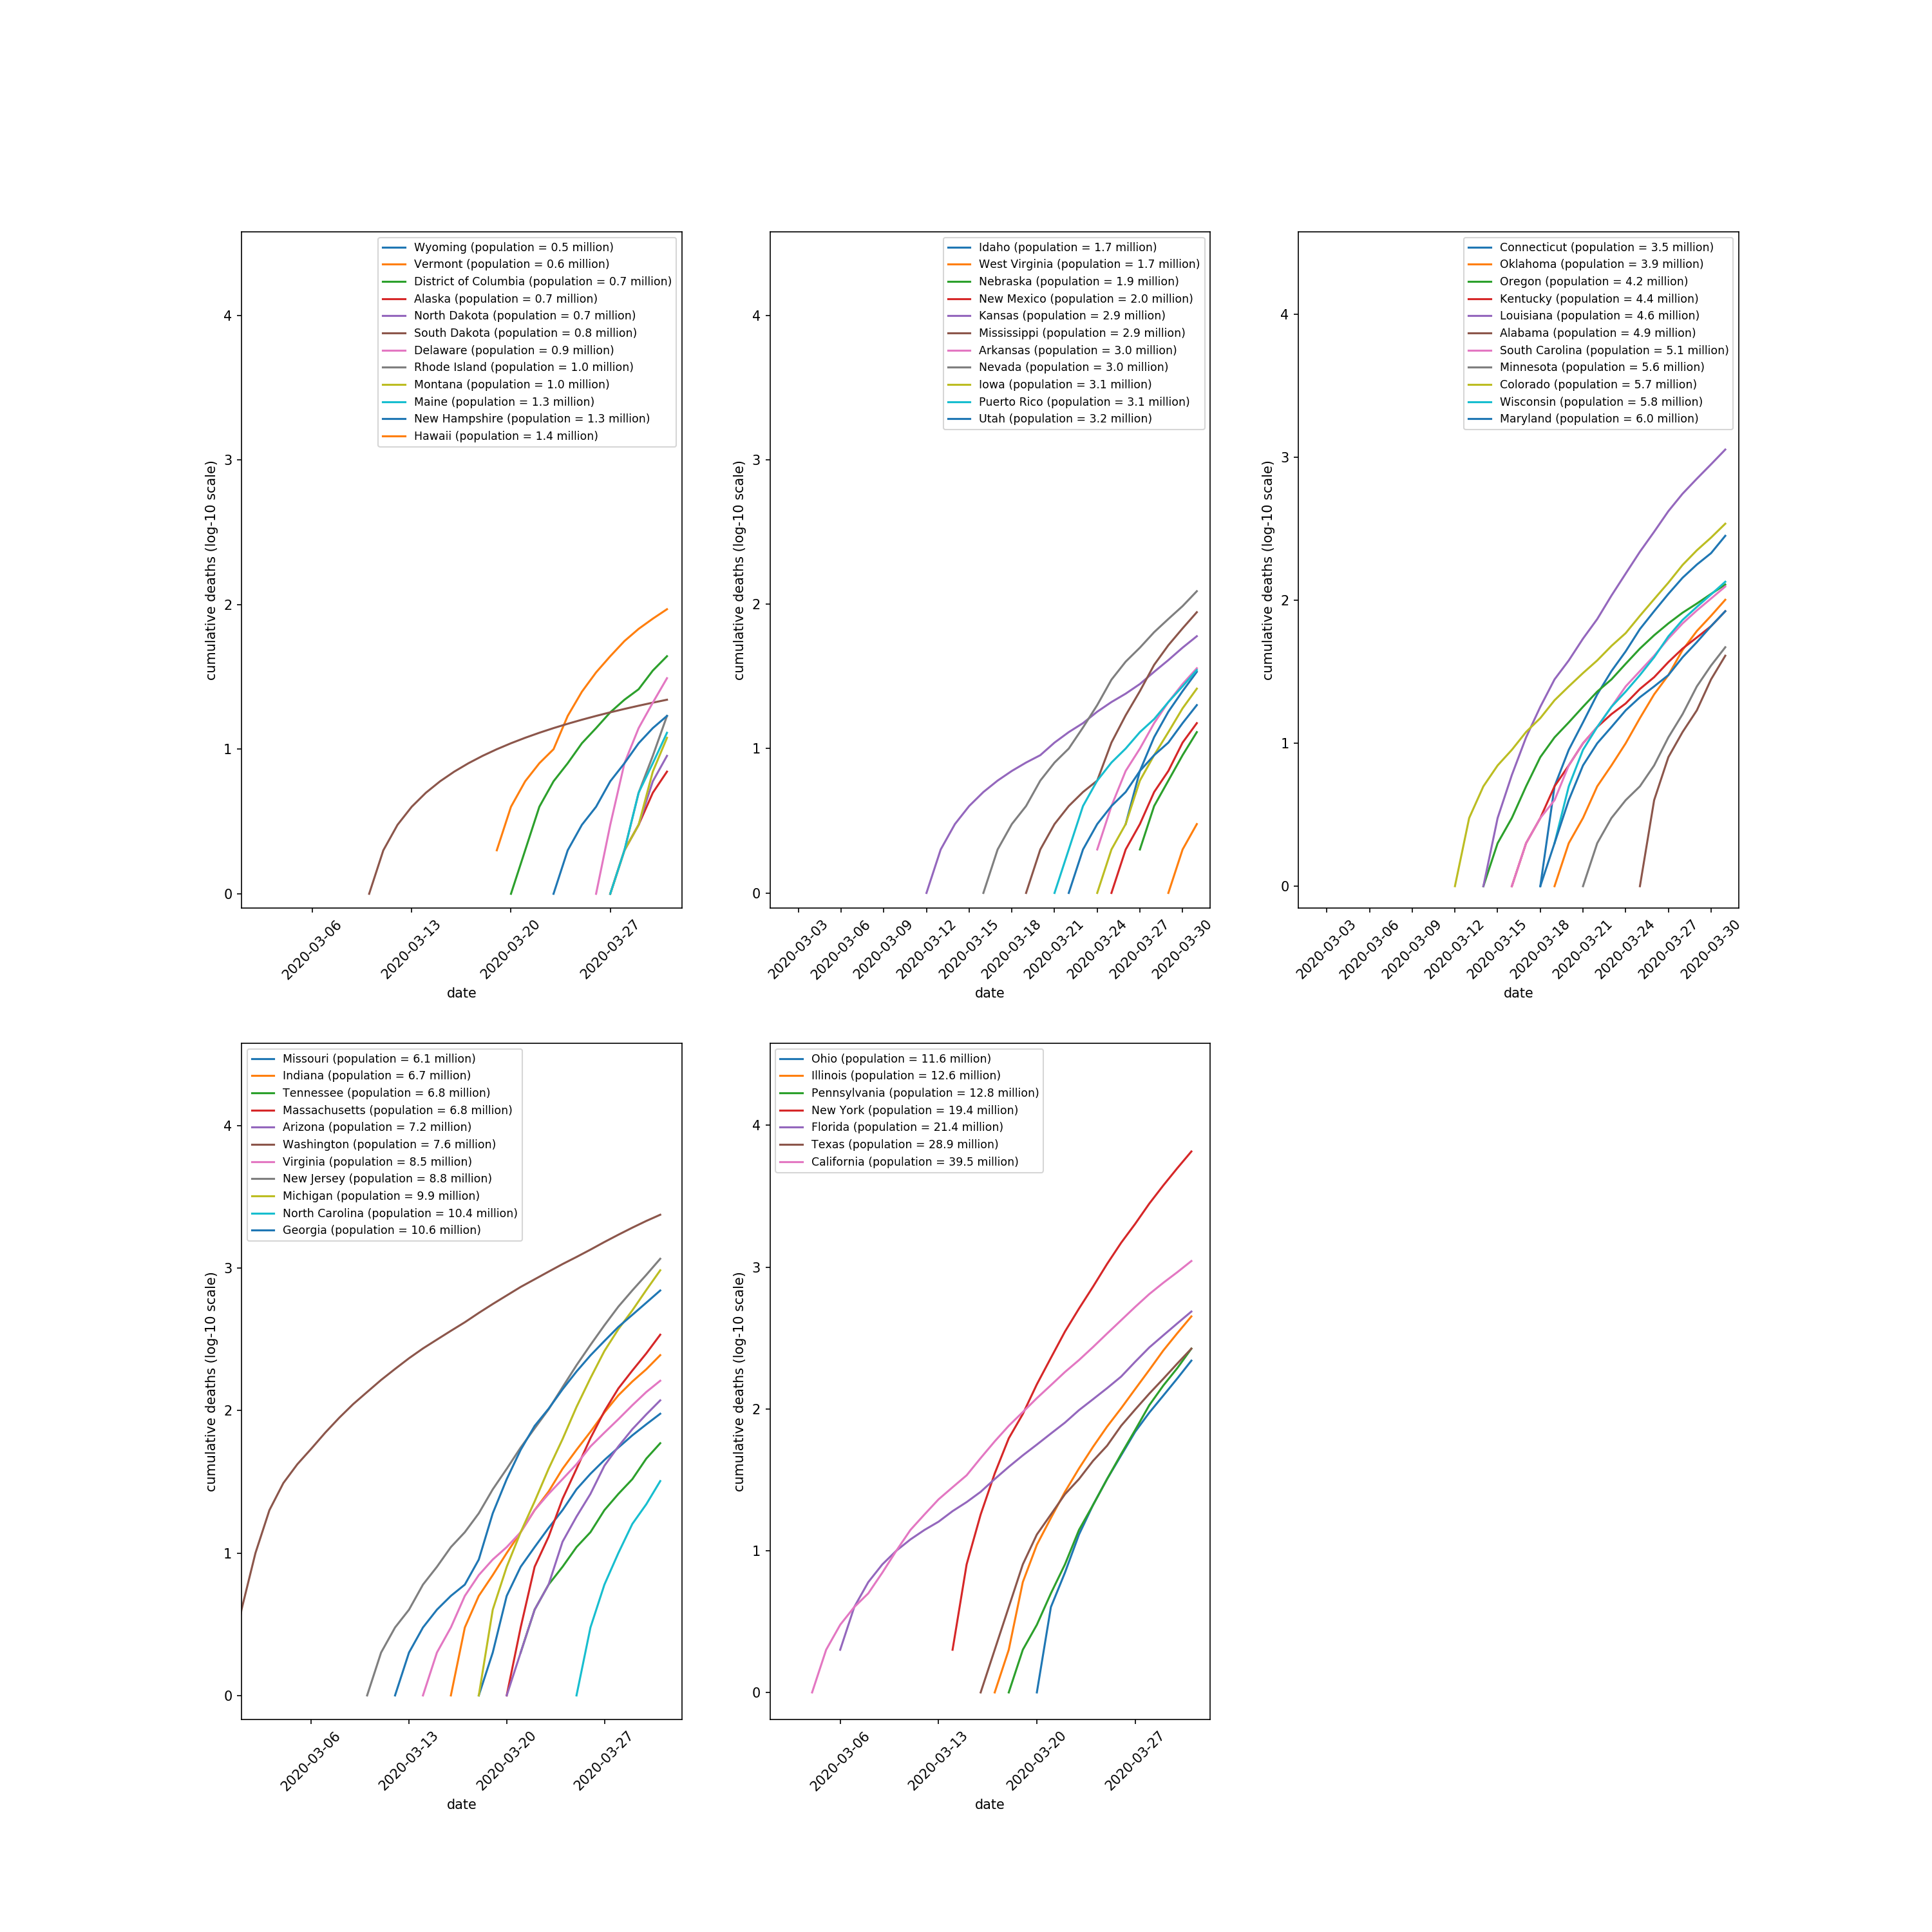 Wyoming (population = 0.5 million)
Vermont (population = 0.6 million)
District of Columbia (population = 0.7 million)
Alaska (population = 0.7 million)
North Dakota (population = 0.7 million)
South Dakota (population = 0.8 million)
Delaware (population = 0.9 million)
Rhode Island (population = 1.0 million)
Montana (population = 1.0 million)
Maine (population = 1.3 million)
New Hampshire (population = 1.3 million)
Hawaii (population = 1.4 million)
4
3
2
1
0
cumulative deaths (log-10 scale)
2020-03-06
2020-03-13
2020-03-20
2020-03-27
date
Idaho (population = 1.7 million)
West Virginia (population = 1.7 million)
Nebraska (population = 1.9 million)
New Mexico (population = 2.0 million)
Kansas (population = 2.9 million)
Mississippi (population = 2.9 million)
Arkansas (population = 3.0 million)
Nevada (population = 3.0 million)
Iowa (population = 3.1 million)
Puerto Rico (population = 3.1 million)
Utah (population = 3.2 million)
4
3
2
1
0
cumulative deaths (log-10 scale)
2020-03-03
2020-03-06
2020-03-09
2020-03-12
2020-03-15
2020-03-18
2020-03-21
2020-03-24
2020-03-27
2020-03-30
date
Connecticut (population = 3.5 million)
Oklahoma (population = 3.9 million)
Oregon (population = 4.2 million)
Kentucky (population = 4.4 million)
Louisiana (population = 4.6 million)
Alabama (population = 4.9 million)
South Carolina (population = 5.1 million)
Minnesota (population = 5.6 million)
Colorado (population = 5.7 million)
Wisconsin (population = 5.8 million)
Maryland (population = 6.0 million)
4
3
2
1
0
cumulative deaths (log-10 scale)
2020-03-03
2020-03-06
2020-03-09
2020-03-12
2020-03-15
2020-03-18
2020-03-21
2020-03-24
2020-03-27
2020-03-30
date
Missouri (population = 6.1 million)
Indiana (population = 6.7 million)
Tennessee (population = 6.8 million)
Massachusetts (population = 6.8 million)
Arizona (population = 7.2 million)
Washington (population = 7.6 million)
Virginia (population = 8.5 million)
New Jersey (population = 8.8 million)
Michigan (population = 9.9 million)
North Carolina (population = 10.4 million)
Georgia (population = 10.6 million)
4
3
2
1
0
cumulative deaths (log-10 scale)
2020-03-06
2020-03-13
2020-03-20
2020-03-27
date
Ohio (population = 11.6 million)
Illinois (population = 12.6 million)
Pennsylvania (population = 12.8 million)
New York (population = 19.4 million)
Florida (population = 21.4 million)
Texas (population = 28.9 million)
California (population = 39.5 million)
4
3
2
1
0
cumulative deaths (log-10 scale)
2020-03-06
2020-03-13
2020-03-20
2020-03-27
date